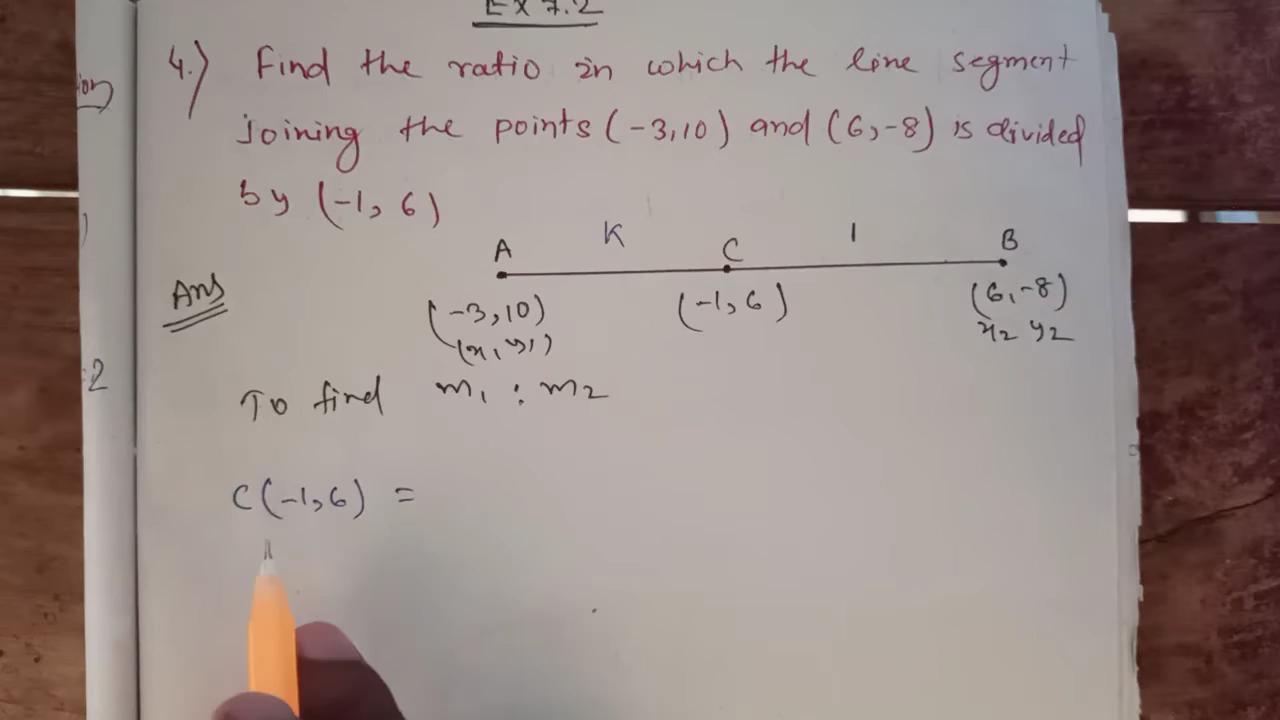 Ex 7.2
4.) Find the ratio in which the line segment
joining the points (-3,10) and (6,-8) is divided
by (-1, 6)
K 1
A C B
Ans
(-3,10) (-1,6) (6,-8)
(x1 y1) x2 y2
To find m1 : m2
:2
C(-1,6) =